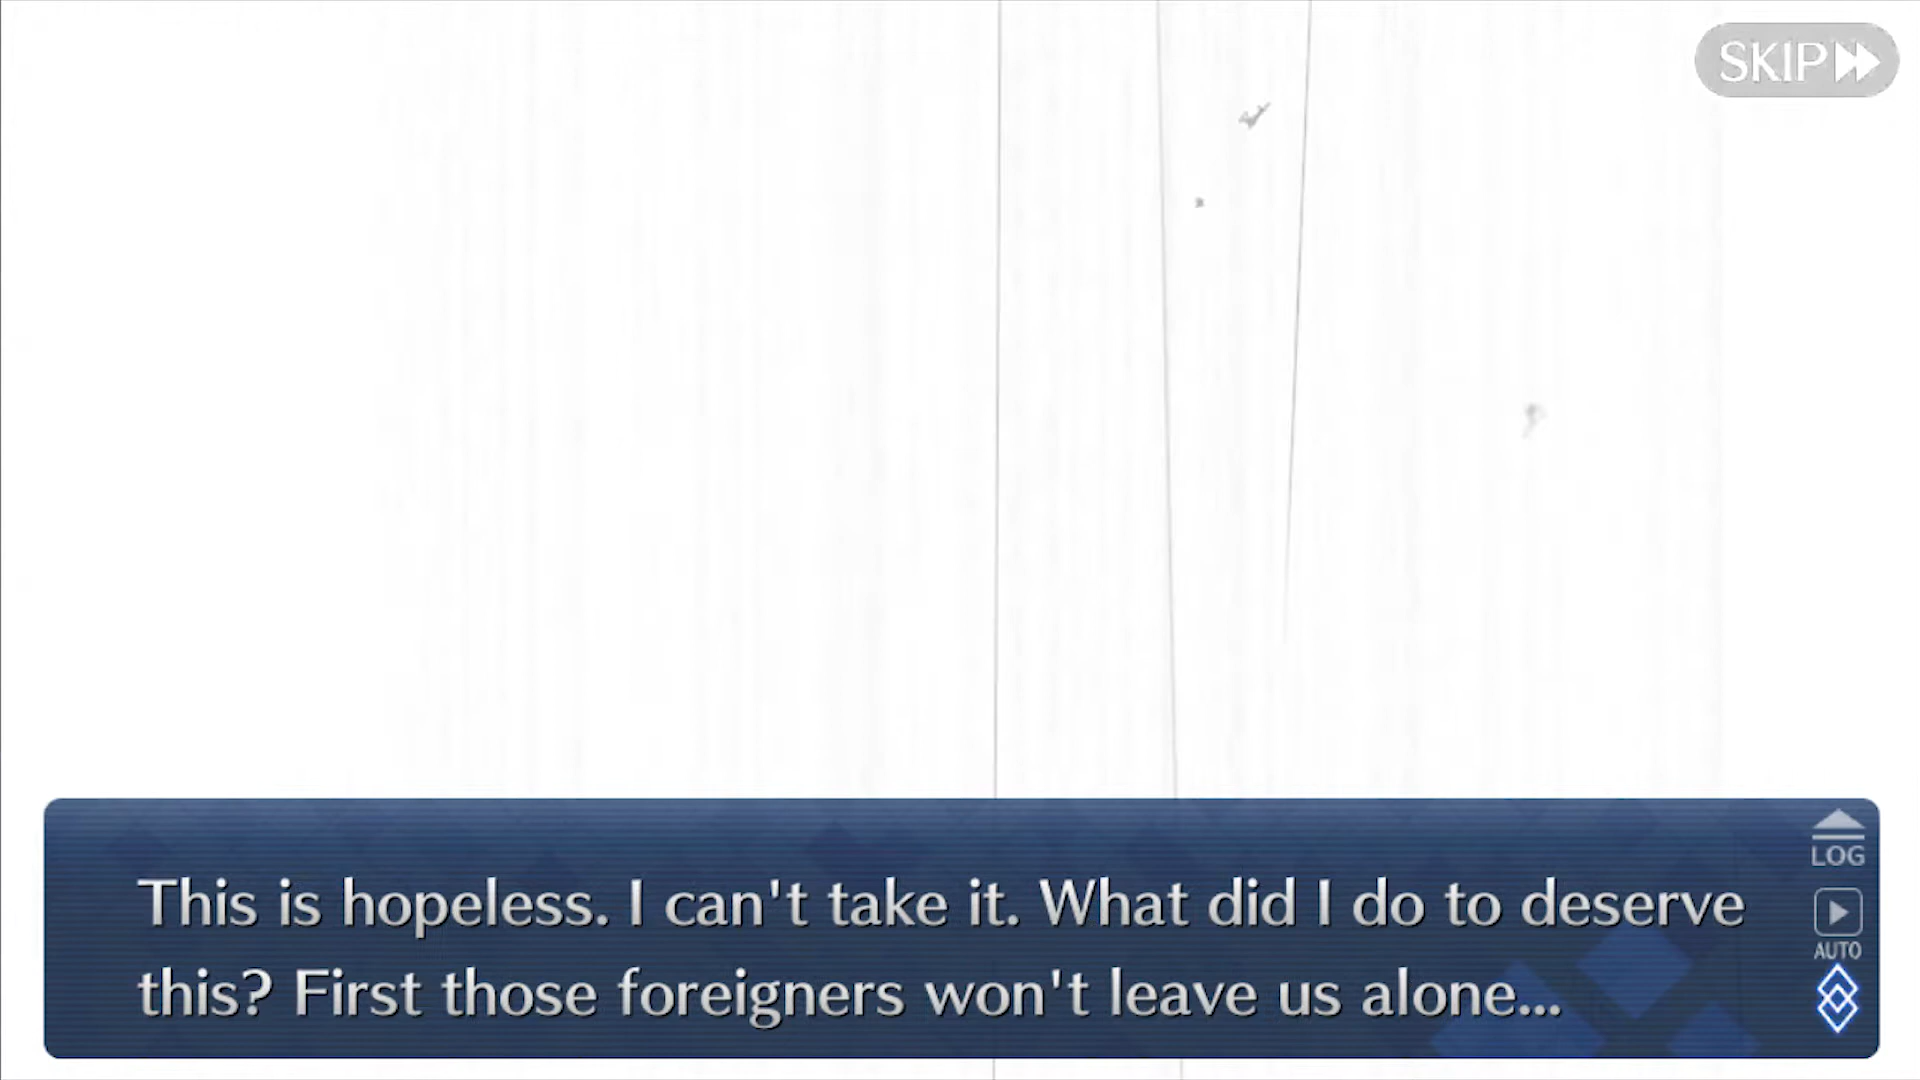 SKIP
This is hopeless. I can't take it. What did I do to deserve
this? First those foreigners won't leave us alone...
LOG
AUTO